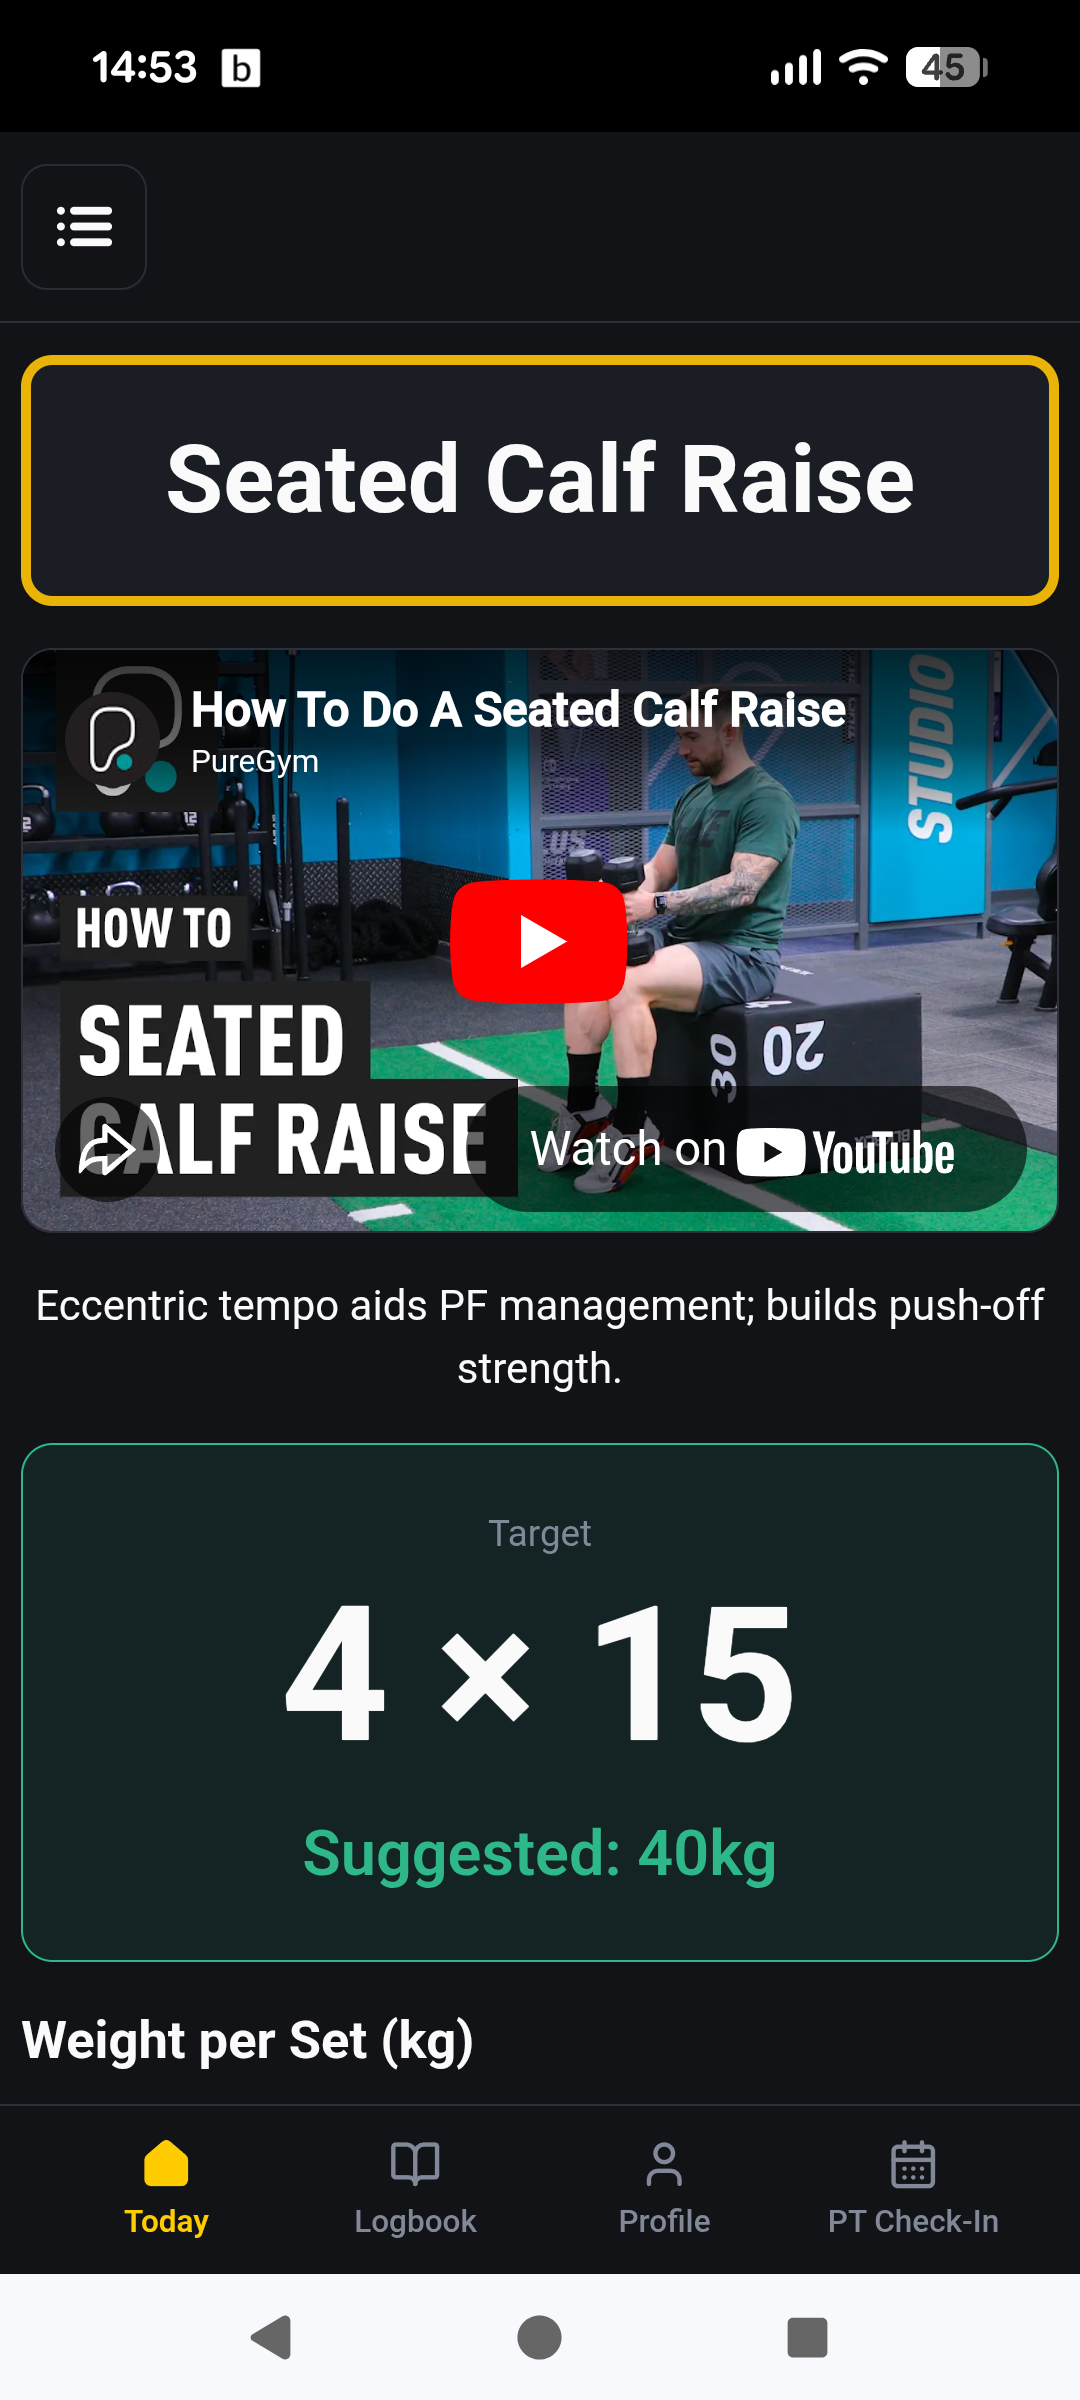 14:53 b 45
Seated Calf Raise
How To Do A Seated Calf Raise
PureGym
STUDIO
12
HOW TO
SEATED
CALF RAISE
30
20
Watch on YouTube
Eccentric tempo aids PF management; builds push-off
strength.
Target
4 × 15
Suggested: 40kg
Weight per Set (kg)
Today Logbook Profile PT Check-In